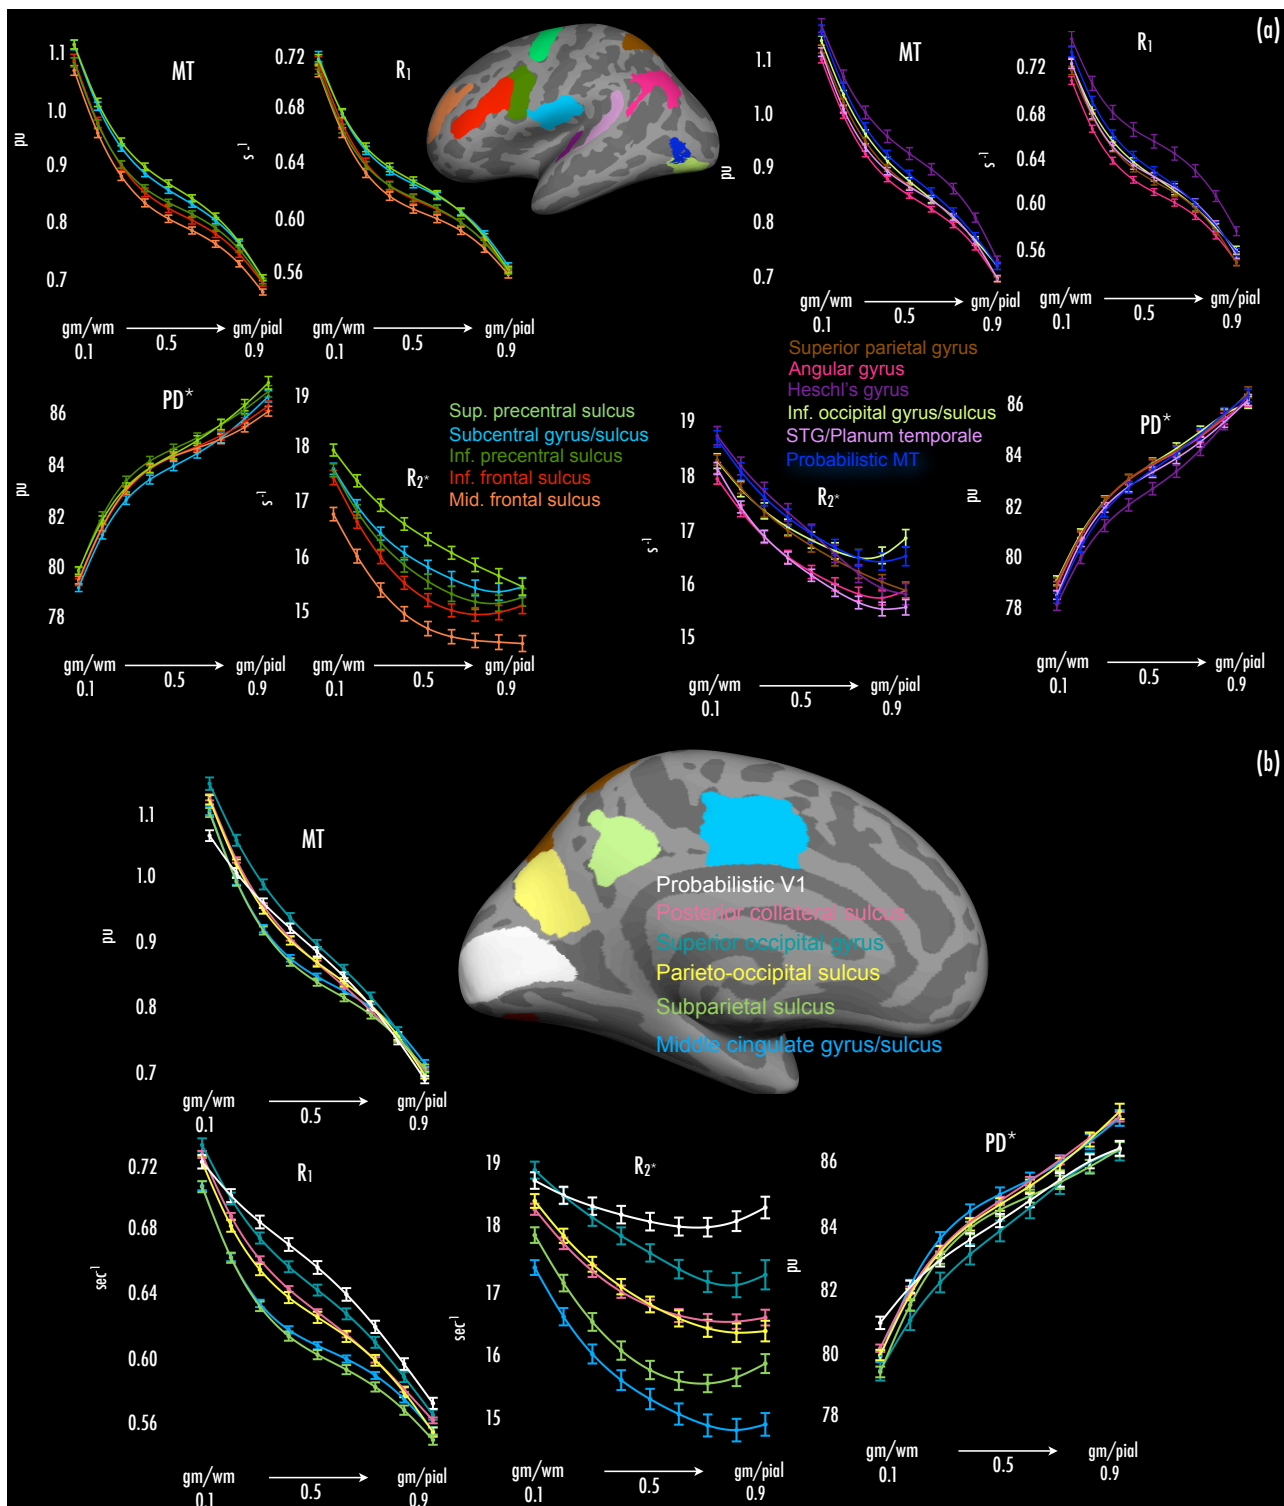 (a)
MT
R1
MT
R1
1.1
1.0
0.9
0.8
0.7
pu
0.72
0.68
0.64
0.60
0.56
s-1
1.1
1.0
0.9
0.8
0.7
pu
0.72
0.68
0.64
0.60
0.56
s-1
gm/wm 0.5 gm/pial
0.1 0.9
gm/wm 0.5 gm/pial
0.1 0.9
gm/wm 0.5 gm/pial
0.1 0.9
gm/wm 0.5 gm/pial
0.1 0.9
Superior parietal gyrus
Angular gyrus
Heschl's gyrus
Inf. occipital gyrus/sulcus
STG/Planum temporale
Probabilistic MT
PD*
86
84
82
80
78
pu
R2*
19
18
17
16
15
s-1
Sup. precentral sulcus
Subcentral gyrus/sulcus
Inf. precentral sulcus
Inf. frontal sulcus
Mid. frontal sulcus
R2*
19
18
17
16
15
s-1
PD*
86
84
82
80
78
pu
gm/wm 0.5 gm/pial
0.1 0.9
gm/wm 0.5 gm/pial
0.1 0.9
gm/wm 0.5 gm/pial
0.1 0.9
gm/wm 0.5 gm/pial
0.1 0.9
(b)
MT
1.1
1.0
0.9
0.8
0.7
pu
gm/wm 0.5 gm/pial
0.1 0.9
Probabilistic V1
Posterior collateral sulcus
Superior occipital gyrus
Parieto-occipital sulcus
Subparietal sulcus
Middle cingulate gyrus/sulcus
R1
0.72
0.68
0.64
0.60
0.56
sec-1
gm/wm 0.5 gm/pial
0.1 0.9
R2*
19
18
17
16
15
sec-1
gm/wm 0.5 gm/pial
0.1 0.9
PD*
86
84
82
80
78
pu
gm/wm 0.5 gm/pial
0.1 0.9